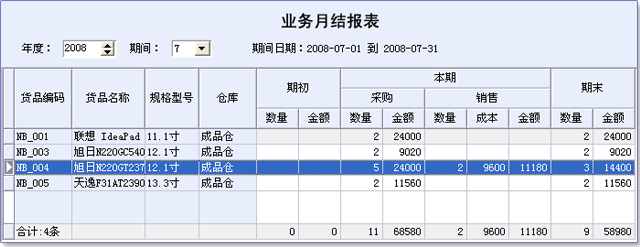 业务月结报表
年度： 2008 期间： 7 期间日期：2008-07-01 到 2008-07-31
货品编码 货品名称 规格型号 仓库 期初 本期 期末
采购 销售
数量 金额 数量 金额 数量 成本 金额 数量 金额
NB_001 联想 IdeaPad 11.1寸 成品仓 2 24000 2 24000
NB_003 旭日N220GC540 12.1寸 成品仓 2 9020 2 9020
NB_004 旭日N220GT237 12.1寸 成品仓 5 24000 2 9600 11180 3 14400
NB_005 天逸F31AT2390 13.3寸 成品仓 2 11560 2 11560
合计:4条 0 0 11 68580 2 9600 11180 9 58980